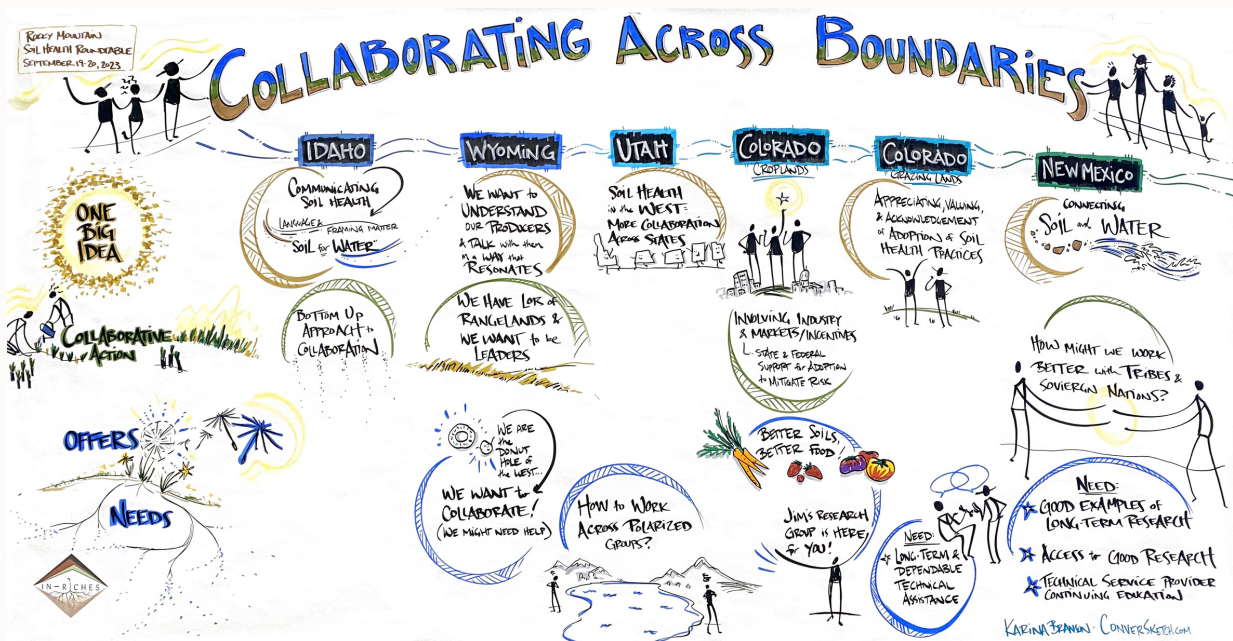 ROCKY MOUNTAIN
SOIL HEALTH ROUNDTABLE
SEPTEMBER 19-20, 2023
COLLABORATING ACROSS BOUNDARIES
IDAHO
WYOMING
UTAH
COLORADO
CROPLANDS
COLORADO
GRAZING LANDS
NEW MEXICO
ONE
BIG
IDEA
COMMUNICATING
SOIL HEALTH
LANGUAGE &
FRAMING MATTER
"SOIL for WATER"
WE WANT to
UNDERSTAND
OUR PRODUCERS
& TALK with them
in a WAY that
RESONATES
SOIL HEALTH
in the WEST:
MORE COLLABORATION
ACROSS STATES
APPRECIATING, VALUING,
& ACKNOWLEDGEMENT
of ADOPTION of SOIL
HEALTH PRACTICES
CONNECTING
SOIL and WATER
COLLABORATIVE
ACTION
BOTTOM UP
APPROACH to
COLLABORATION
WE HAVE LOTS of
RANGELANDS &
WE WANT to be
LEADERS
INVOLVING INDUSTRY
& MARKETS/INCENTIVES
STATE & FEDERAL
SUPPORT for ADOPTION
to MITIGATE RISK
HOW MIGHT WE WORK
BETTER with TRIBES &
SOVIERGN NATIONS?
OFFERS
NEEDS
WE ARE
the
DONUT
HOLE of
the WEST...
WE WANT to
COLLABORATE!
(WE MIGHT NEED HELP)
HOW to WORK
ACROSS POLARIZED
GROUPS?
BETTER SOILS,
BETTER FOOD!
JIM'S RESEARCH
GROUP IS HERE
for YOU!
NEED:
LONG-TERM &
DEPENDABLE
TECHNICAL
ASSISTANCE
NEED:
GOOD EXAMPLES of
LONG-TERM RESEARCH
ACCESS to GOOD RESEARCH
TECHNICAL SERVICE PROVIDER
CONTINUING EDUCATION
IN-RICHES
KARINA BRANSON - CONVERSKETCH.COM